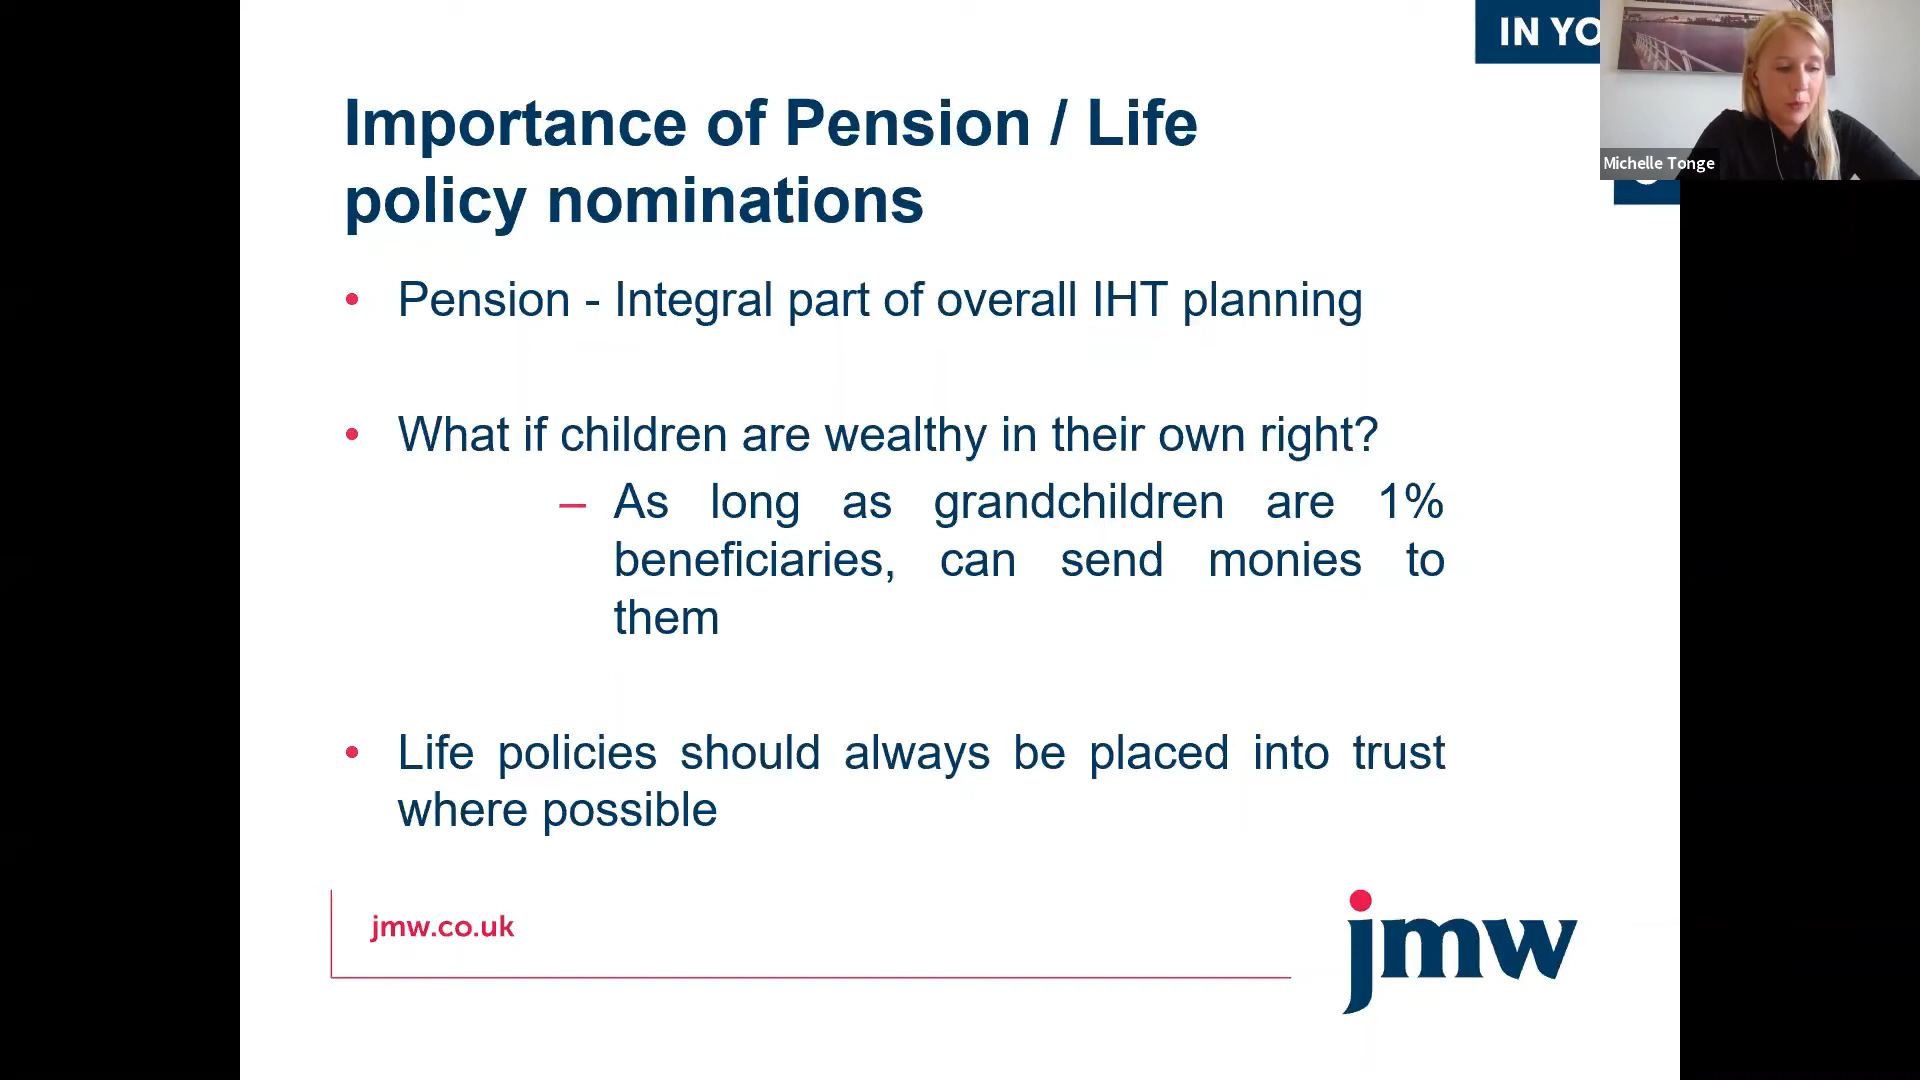 IN YO
Michelle Tonge
Importance of Pension / Life
policy nominations
• Pension - Integral part of overall IHT planning
• What if children are wealthy in their own right?
– As long as grandchildren are 1%
beneficiaries, can send monies to
them
• Life policies should always be placed into trust
where possible
jmw.co.uk
jmw